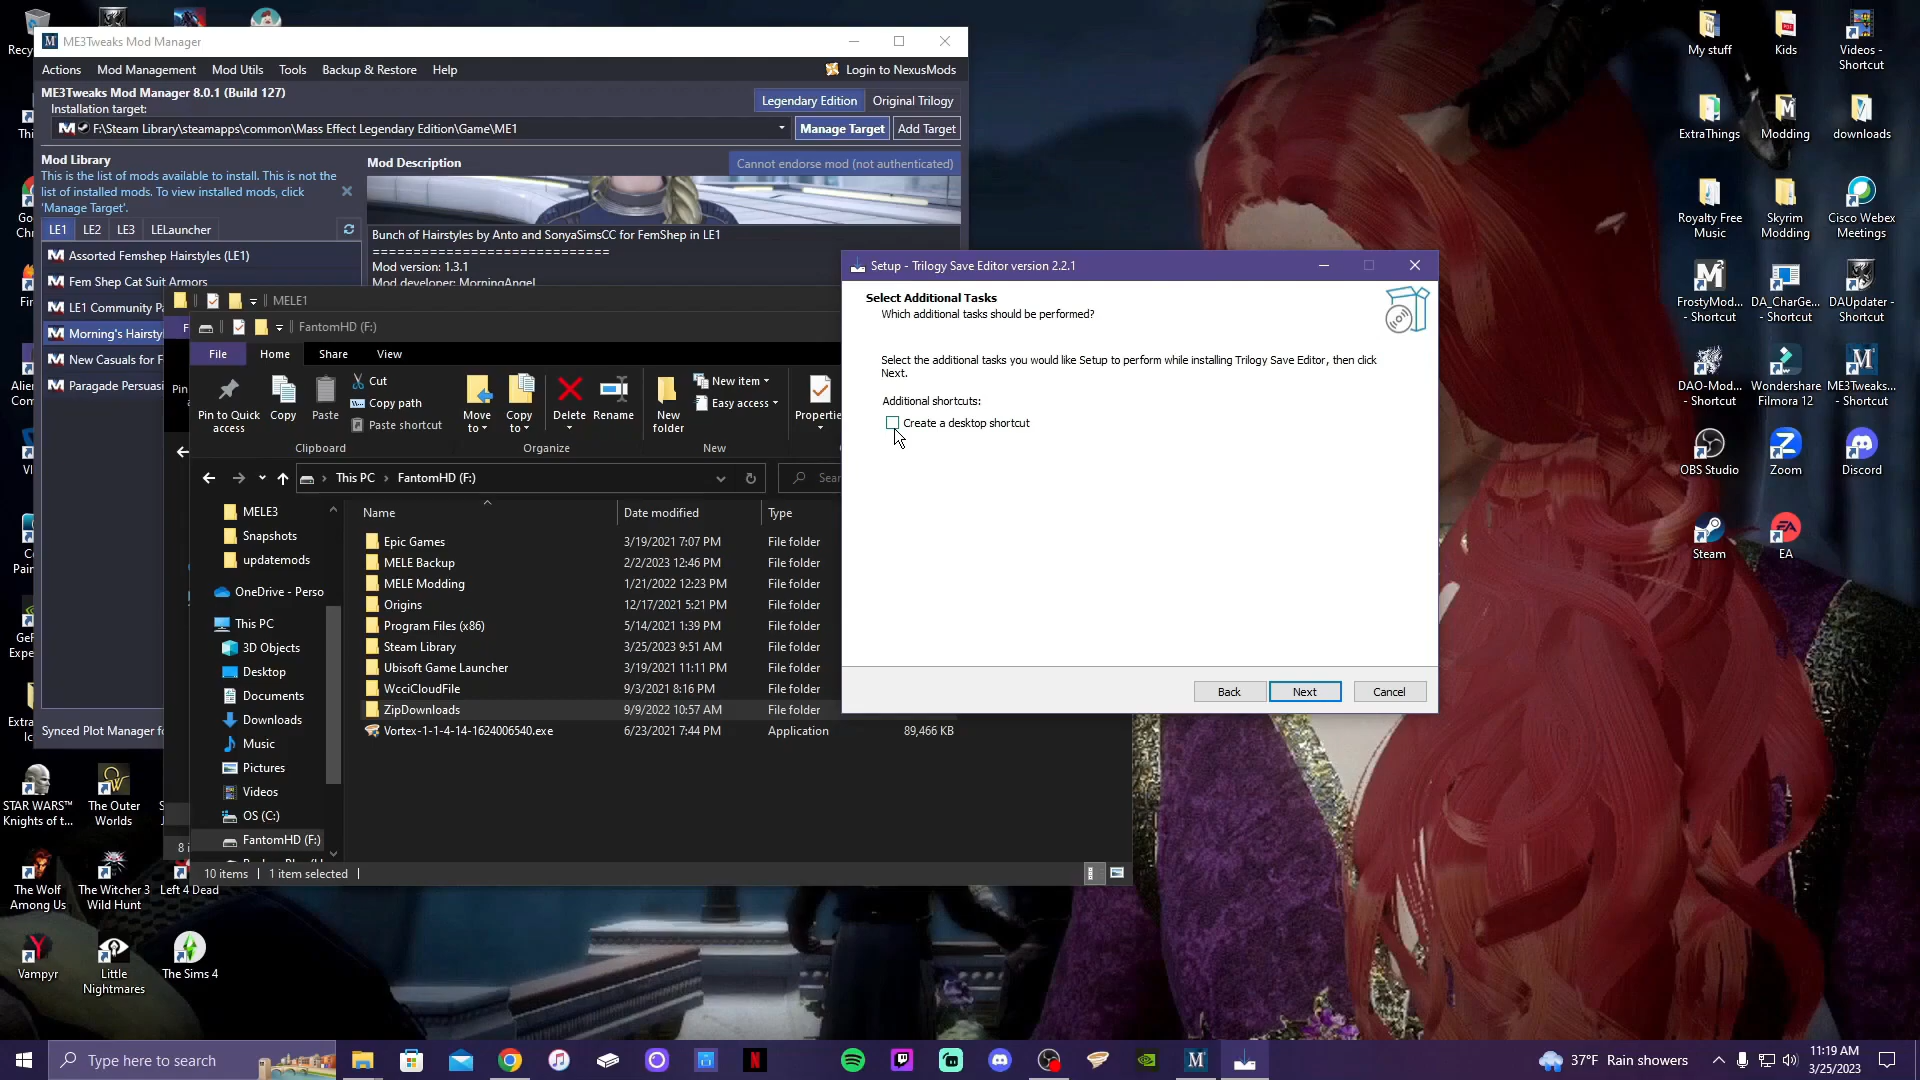 ME3Tweaks Mod Manager
Actions Mod Management Mod Utils Tools Backup & Restore Help Login to NexusMods
ME3Tweaks Mod Manager 8.0.1 (Build 127)
Legendary Edition Original Trilogy
Installation target:
F:\Steam Library\steamapps\common\Mass Effect Legendary Edition\Game\ME1
Manage Target Add Target
Mod Library
This is the list of mods available to install. This is not the
list of installed mods. To view installed mods, click
'Manage Target'.
LE1 LE2 LE3 LELauncher
Assorted Femshep Hairstyles (LE1)
Fem Shep Cat Suit Armors
LE1 Community Pa
Morning's Hairsty
New Casuals for F
Paragade Persuasi
Synced Plot Manager fo
Mod Description
Cannot endorse mod (not authenticated)
Bunch of Hairstyles by Anto and SonyaSimsCC for FemShep in LE1
============================
Mod version: 1.3.1
Mod developer: MorningAngel
MELE1
FantomHD (F:)
File Home Share View
Pin to Quick
access
Copy
Paste
Cut
Copy path
Paste shortcut
Clipboard
Move
to
Copy
to
Delete
Rename
Organize
New
folder
New item
Easy access
New
Properties
This PC > FantomHD (F:)
Sear
MELE3
Snapshots
updatemods
OneDrive - Perso
This PC
3D Objects
Desktop
Documents
Downloads
Music
Pictures
Videos
OS (C:)
FantomHD (F:)
Name Date modified Type
Epic Games 3/19/2021 7:07 PM File folder
MELE Backup 2/2/2023 12:46 PM File folder
MELE Modding 1/21/2022 12:23 PM File folder
Origins 12/17/2021 5:21 PM File folder
Program Files (x86) 5/14/2021 1:39 PM File folder
Steam Library 3/25/2023 9:51 AM File folder
Ubisoft Game Launcher 3/19/2021 11:11 PM File folder
WcciCloudFile 9/3/2021 8:16 PM File folder
ZipDownloads 9/9/2022 10:57 AM File folder
Vortex-1-1-4-14-1624006540.exe 6/23/2021 7:44 PM Application 89,466 KB
10 items 1 item selected
8 i
Setup - Trilogy Save Editor version 2.2.1
Select Additional Tasks
Which additional tasks should be performed?
Select the additional tasks you would like Setup to perform while installing Trilogy Save Editor, then click
Next.
Additional shortcuts:
Create a desktop shortcut
Back Next Cancel
My stuff
Kids
Videos -
Shortcut
ExtraThings
Modding
downloads
Royalty Free
Music
Skyrim
Modding
Cisco Webex
Meetings
FrostyMod...
- Shortcut
DA_CharGe...
- Shortcut
DAUpdater -
Shortcut
DAO-Mod...
- Shortcut
Wondershare
Filmora 12
ME3Tweaks...
- Shortcut
OBS Studio
Zoom
Discord
Steam
EA
STAR WARS™
Knights of t...
The Outer
Worlds
The Wolf
Among Us
The Witcher 3
Wild Hunt
Left 4 Dead
Vampyr
Little
Nightmares
The Sims 4
Type here to search
37°F Rain showers
11:19 AM
3/25/2023